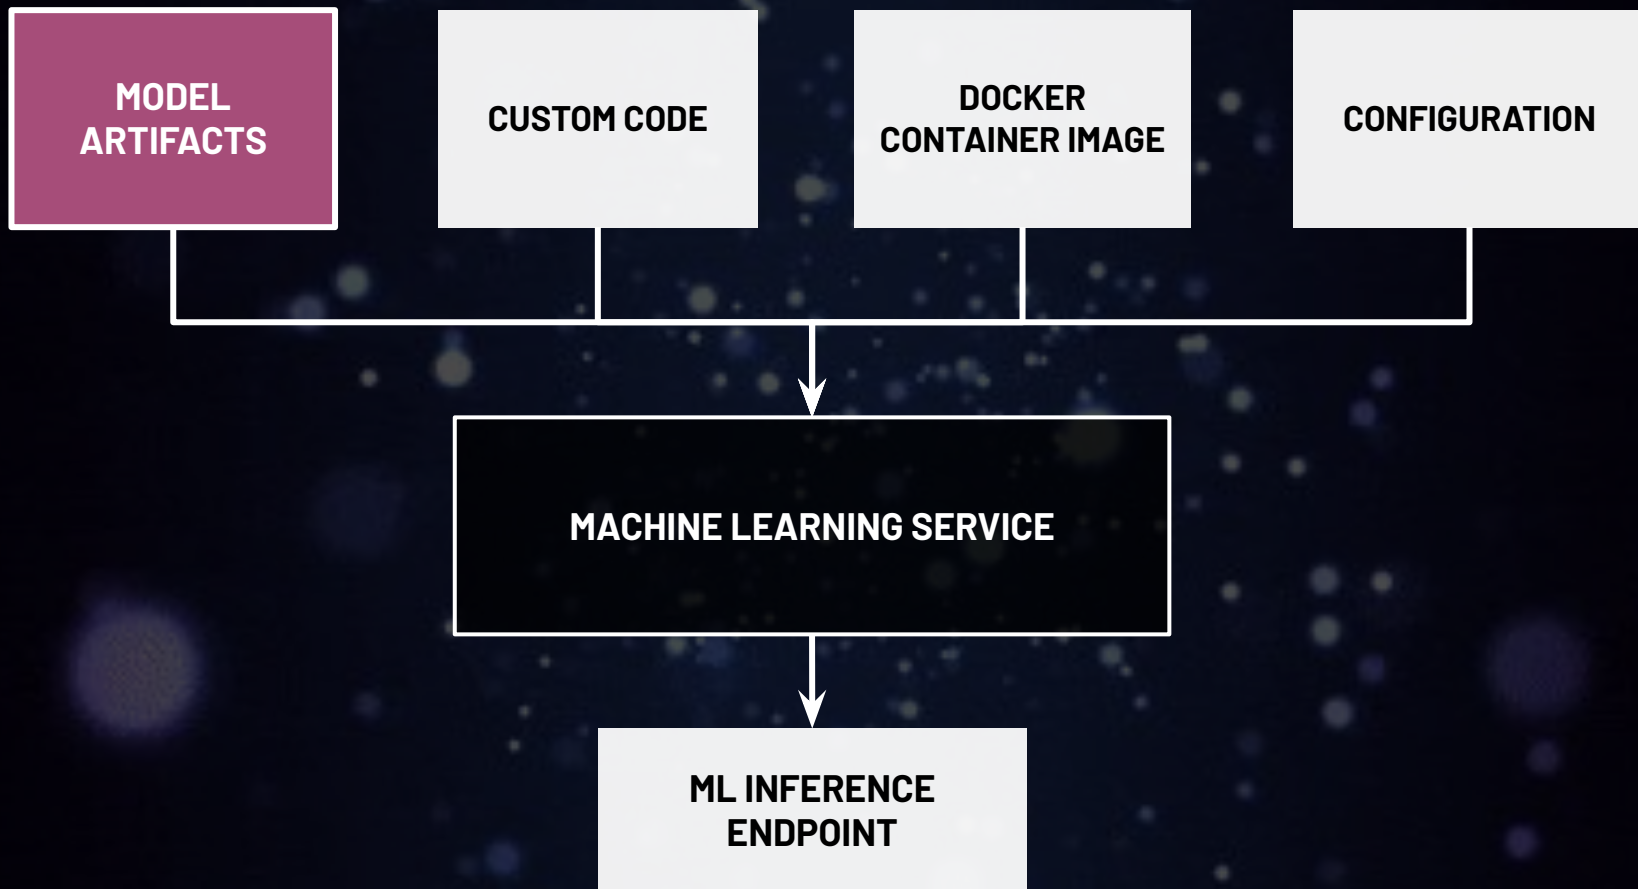 MODEL
ARTIFACTS
CUSTOM CODE
DOCKER
CONTAINER IMAGE
CONFIGURATION
MACHINE LEARNING SERVICE
ML INFERENCE
ENDPOINT